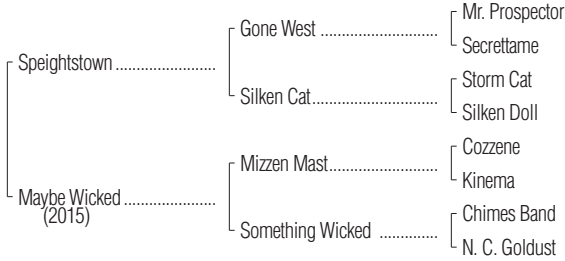 Mr. Prospector
Gone West
Secrettame
Speightstown
Storm Cat
Silken Cat
Silken Doll
Cozzene
Mizzen Mast
Kinema
Maybe Wicked
(2015)
Chimes Band
Something Wicked
N. C. Goldust